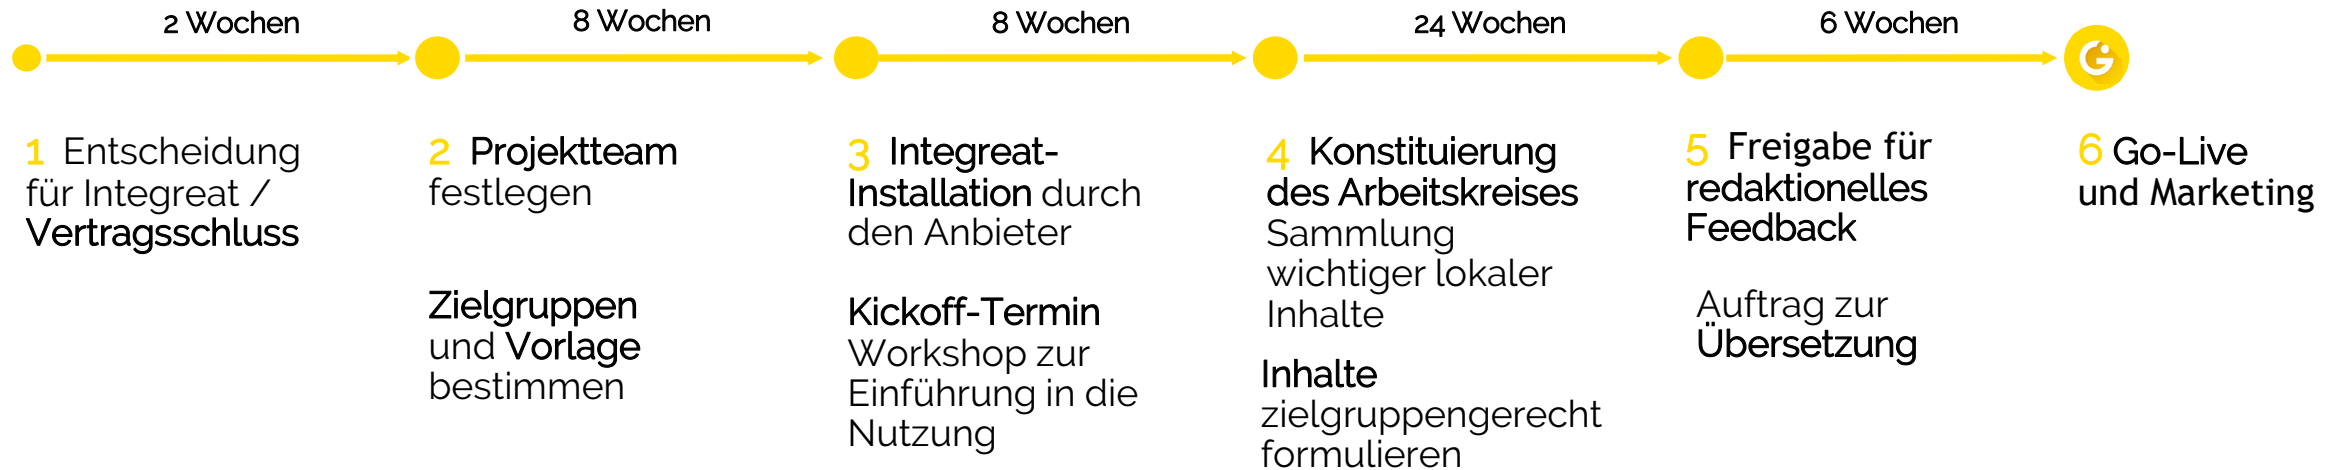 2 Wochen
8 Wochen
8 Wochen
24 Wochen
6 Wochen
G
1 Entscheidung
für Integreat /
Vertragsschluss
2 Projektteam
festlegen
Zielgruppen
und Vorlage
bestimmen
3 Integreat-
Installation durch
den Anbieter
Kickoff-Termin
Workshop zur
Einführung in die
Nutzung
4 Konstituierung
des Arbeitskreises
Sammlung
wichtiger lokaler
Inhalte
Inhalte
zielgruppengerecht
formulieren
5 Freigabe für
redaktionelles
Feedback
Auftrag zur
Übersetzung
6 Go-Live
und Marketing